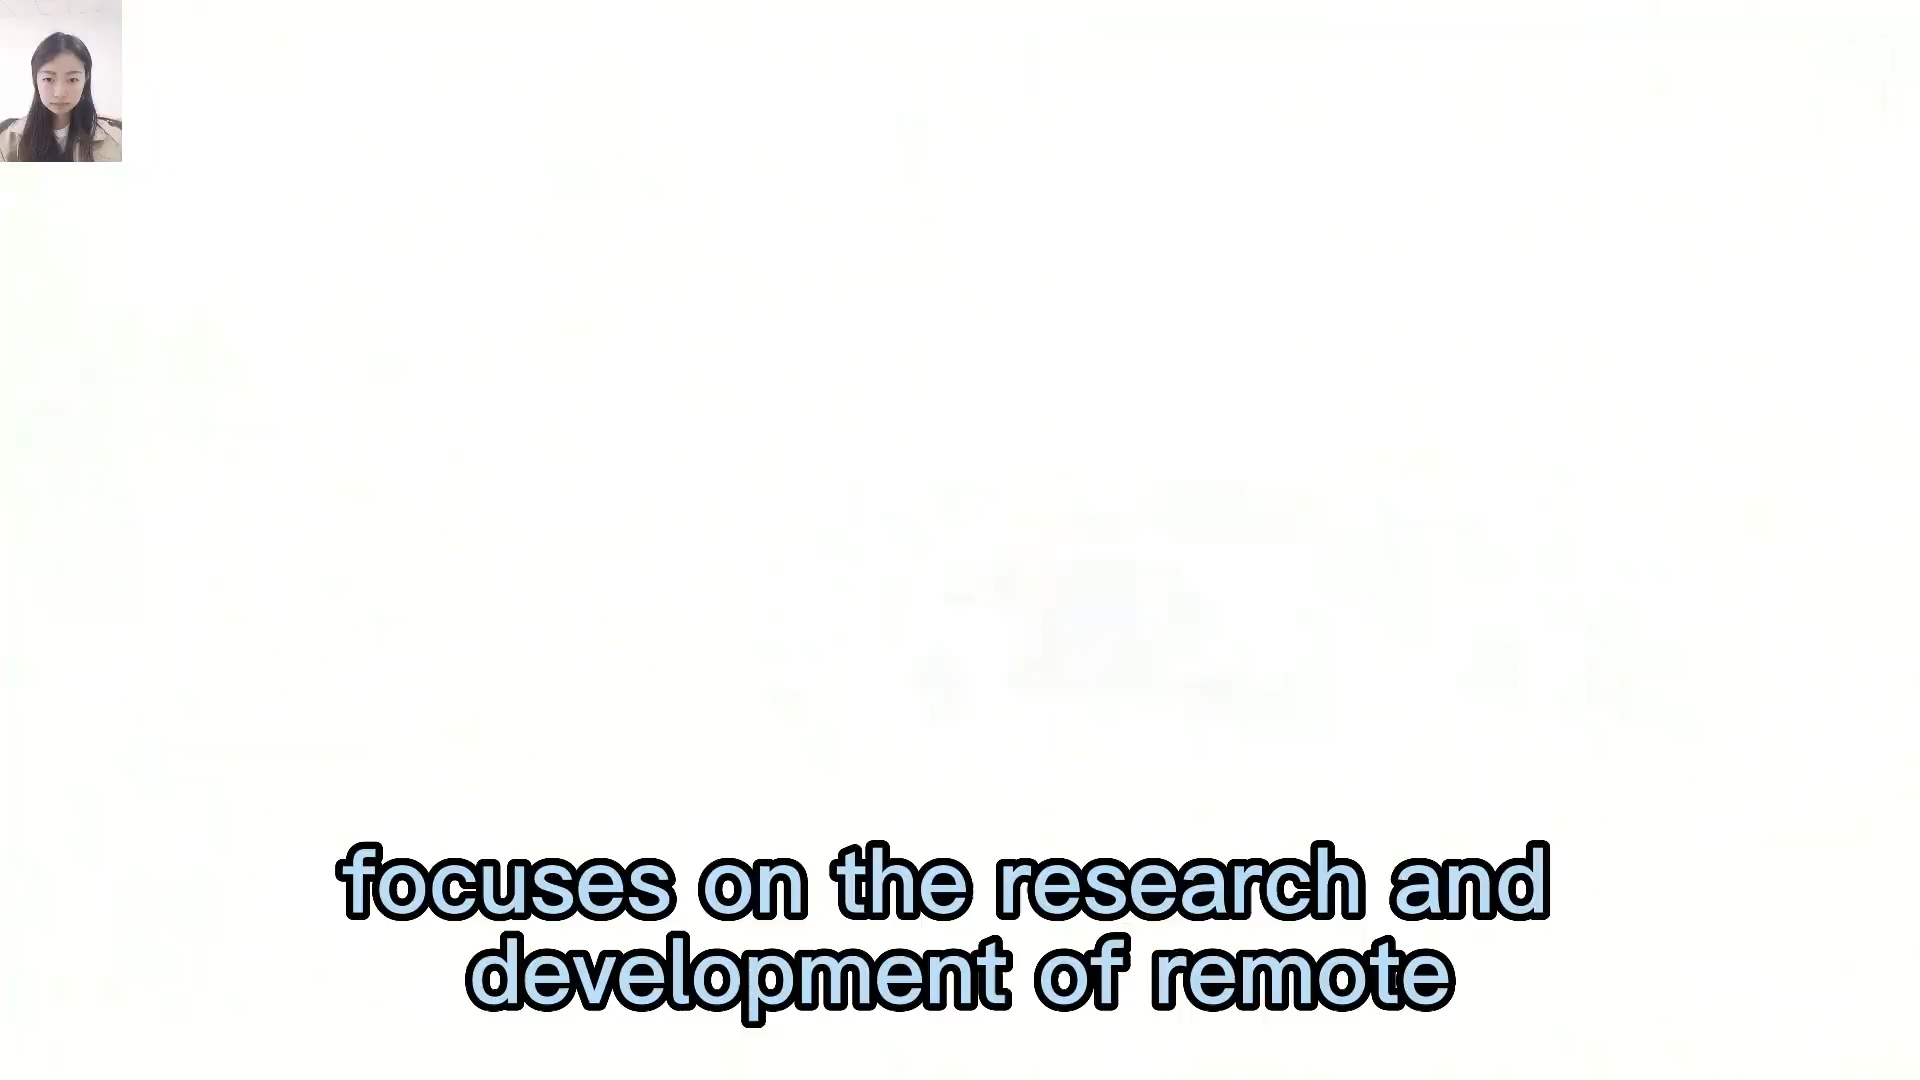 focuses on the research and
development of remote